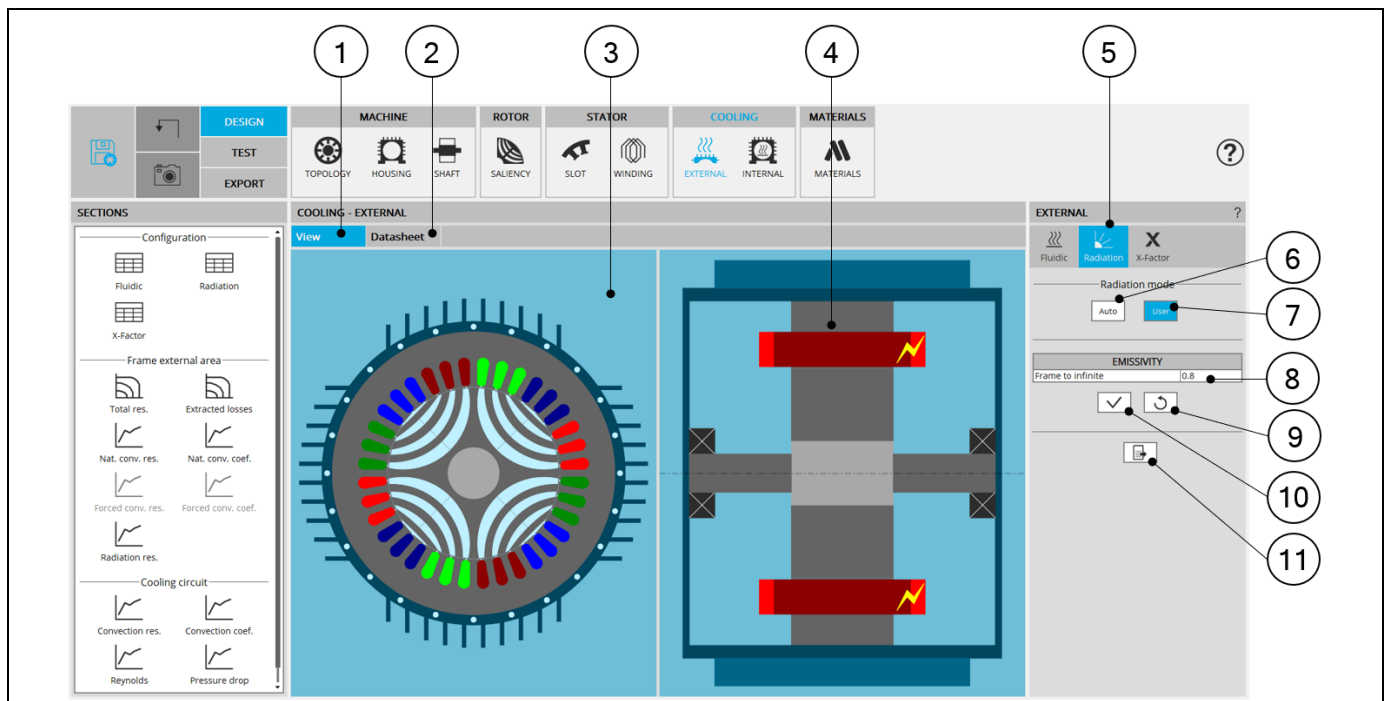 1 2 3 4 5
DESIGN
TEST
EXPORT
MACHINE ROTOR STATOR COOLING MATERIALS
TOPOLOGY HOUSING SHAFT SALIENCY SLOT WINDING EXTERNAL INTERNAL MATERIALS
?
SECTIONS
Configuration
Fluidic Radiation
X-Factor
Frame external area
Total res. Extracted losses
Nat. conv. res. Nat. conv. coef.
Forced conv. res. Forced conv. coef.
Radiation res.
Cooling circuit
Convection res. Convection coef.
Reynolds Pressure drop
COOLING - EXTERNAL
View Datasheet
EXTERNAL ?
X
Fluidic Radiation X-Factor
Radiation mode
Auto User
EMISSIVITY
Frame to infinite 0.8
6
7
8
9
10
11